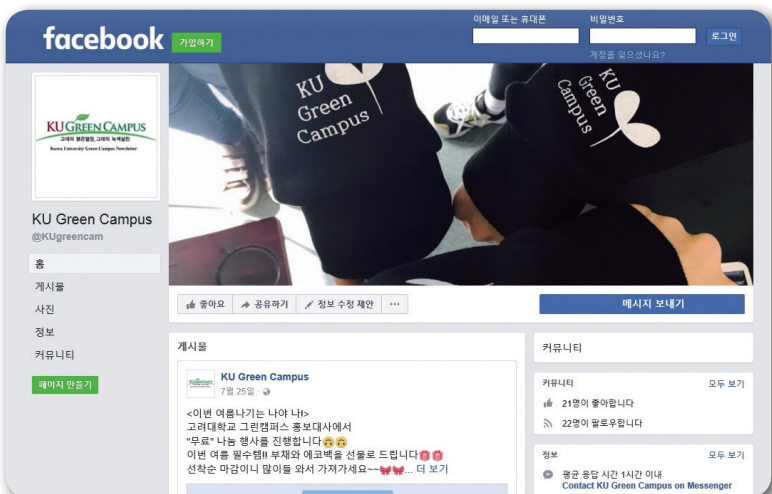 facebook
가입하기
이메일 또는 휴대폰
비밀번호
로그인
계정을 잊으셨나요?
KU GREEN CAMPUS
고대의 붉은열정, 그대의 녹색실천
Korea University Green Campus Newsletter
KU
Green
Campus
KU
Green
Campus
KU Green Campus
@KUgreencam
홈
게시물
사진
정보
커뮤니티
페이지 만들기
좋아요
공유하기
정보 수정 제안
메시지 보내기
게시물
KU Green Campus
7월 25일
<이번 여름나기는 나야 나!>
고려대학교 그린캠퍼스 홍보대사에서
"무료" 나눔 행사를 진행합니다
이번 여름 필수템!! 부채와 에코백을 선물로 드립니다
선착순 마감이니 많이들 와서 가져가세요~~ ... 더 보기
커뮤니티
커뮤니티 모두 보기
21명이 좋아합니다
22명이 팔로우합니다
정보 모두 보기
평균 응답 시간 1시간 이내
Contact KU Green Campus on Messenger